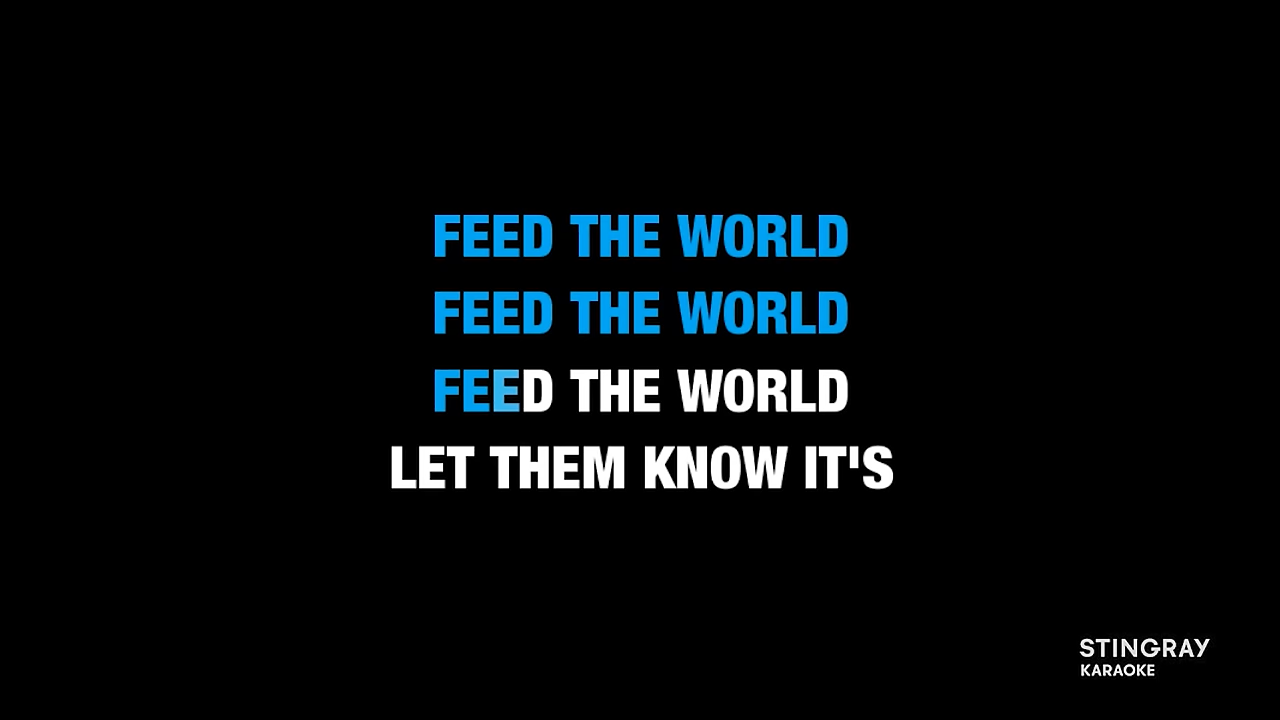 FEED THE WORLD
FEED THE WORLD
FEED THE WORLD
LET THEM KNOW IT'S
STINGRAY
KARAOKE